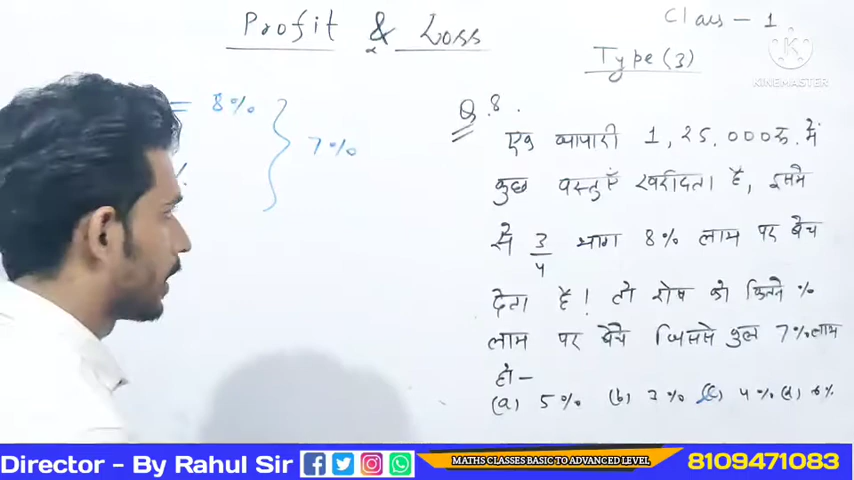 Profit & Loss
Class - 1
Type (3)
KINEMASTER
= 8%
7%
%
Q.8.
एक व्यापारी 1,25,000रु. में
कुछ वस्तुएँ खरीदता है, इसमें
से 3/4 भाग 8% लाभ पर बेच
देता है! तो शेष को कितने %
लाभ पर बेचे जिससे कुल 7% लाभ
हो-
(a) 5% (b) 3% (c) 4% (d) 6%
Director - By Rahul Sir
MATHS CLASSES BASIC TO ADVANCED LEVEL
8109471083